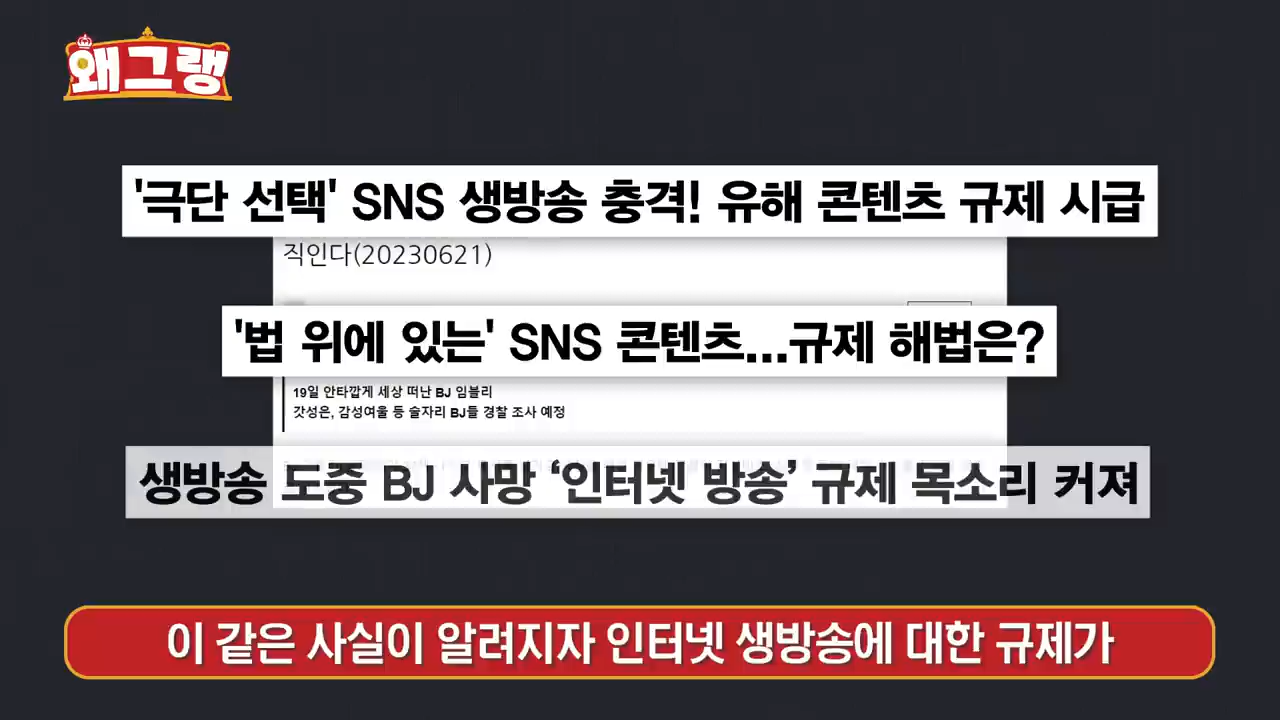 왜그랭
'극단 선택' SNS 생방송 충격! 유해 콘텐츠 규제 시급
직인다(20230621)
'법 위에 있는' SNS 콘텐츠...규제 해법은?
19일 안타깝게 세상 떠난 BJ 임블리
갓성은, 감성여울 등 술자리 BJ들 경찰 조사 예정
생방송 도중 BJ 사망 ‘인터넷 방송’ 규제 목소리 커져
이 같은 사실이 알려지자 인터넷 생방송에 대한 규제가